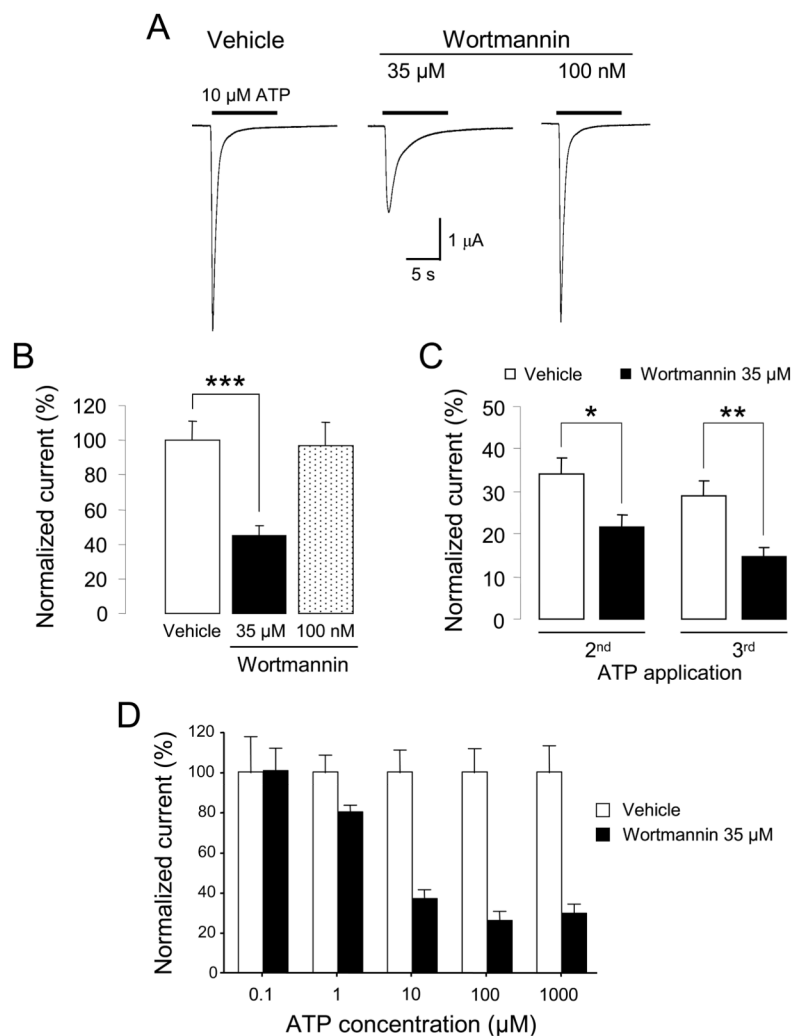 A
Vehicle
Wortmannin
35 µM
100 nM
10 µM ATP
1 µA
5 s
B
Normalized current (%)
120
100
80
60
40
20
0
***
Vehicle
35 µM
100 nM
Wortmannin
C
Vehicle
Wortmannin 35 µM
Normalized current (%)
50
40
30
20
10
0
*
**
2nd
3rd
ATP application
D
Normalized current (%)
120
100
80
60
40
20
0
Vehicle
Wortmannin 35 µM
0.1
1
10
100
1000
ATP concentration (µM)